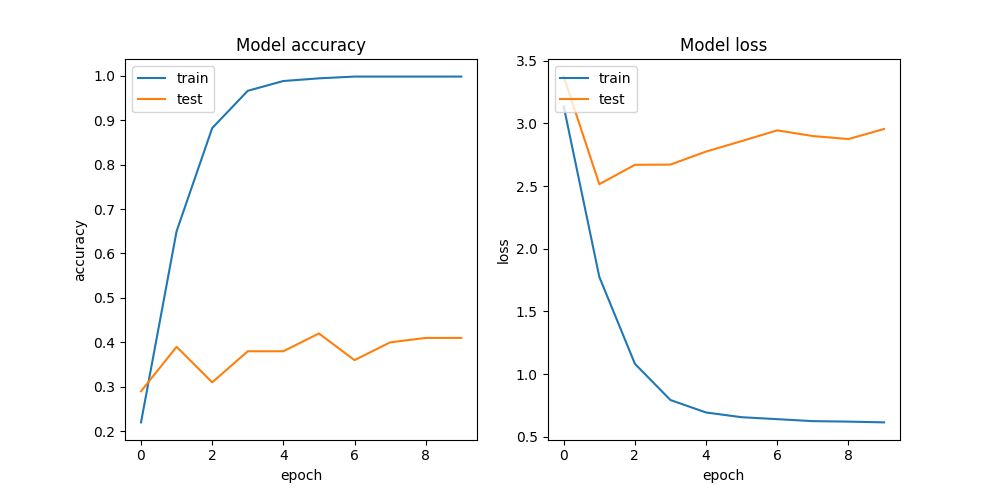 Model accuracy
train
test
1.0
0.9
0.8
0.7
0.6
0.5
0.4
0.3
0.2
accuracy
0 2 4 6 8
epoch
Model loss
train
test
3.5
3.0
2.5
2.0
1.5
1.0
0.5
loss
0 2 4 6 8
epoch